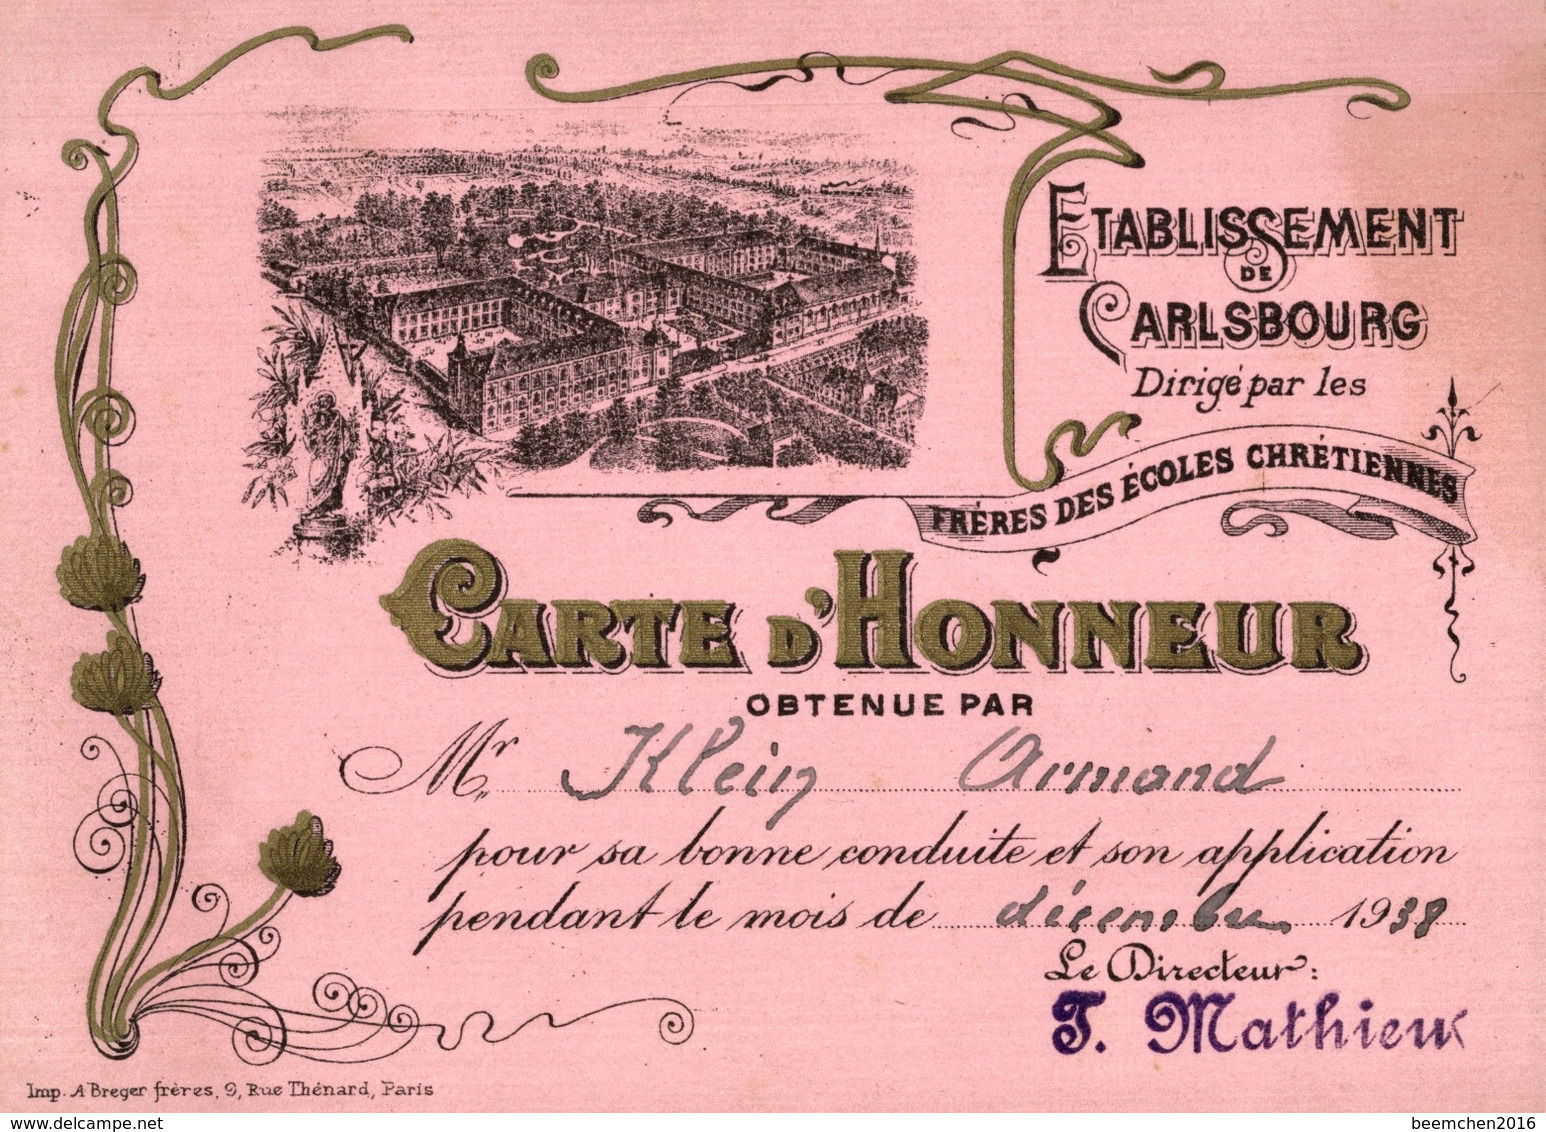 ETABLISSEMENT
DE
CARLSBOURG
Dirigé par les
FRÉRES DES ÉCOLES CHRÉTIENNES
CARTE D'HONNEUR
OBTENUE PAR
Mr. Klein Armand
pour sa bonne conduite et son application
pendant le mois de décembre 1938
Le Directeur:
T. Mathieux
Imp. A. Breger frères, 9, Rue Thénard, Paris
www.delcampe.net
beemchen2016